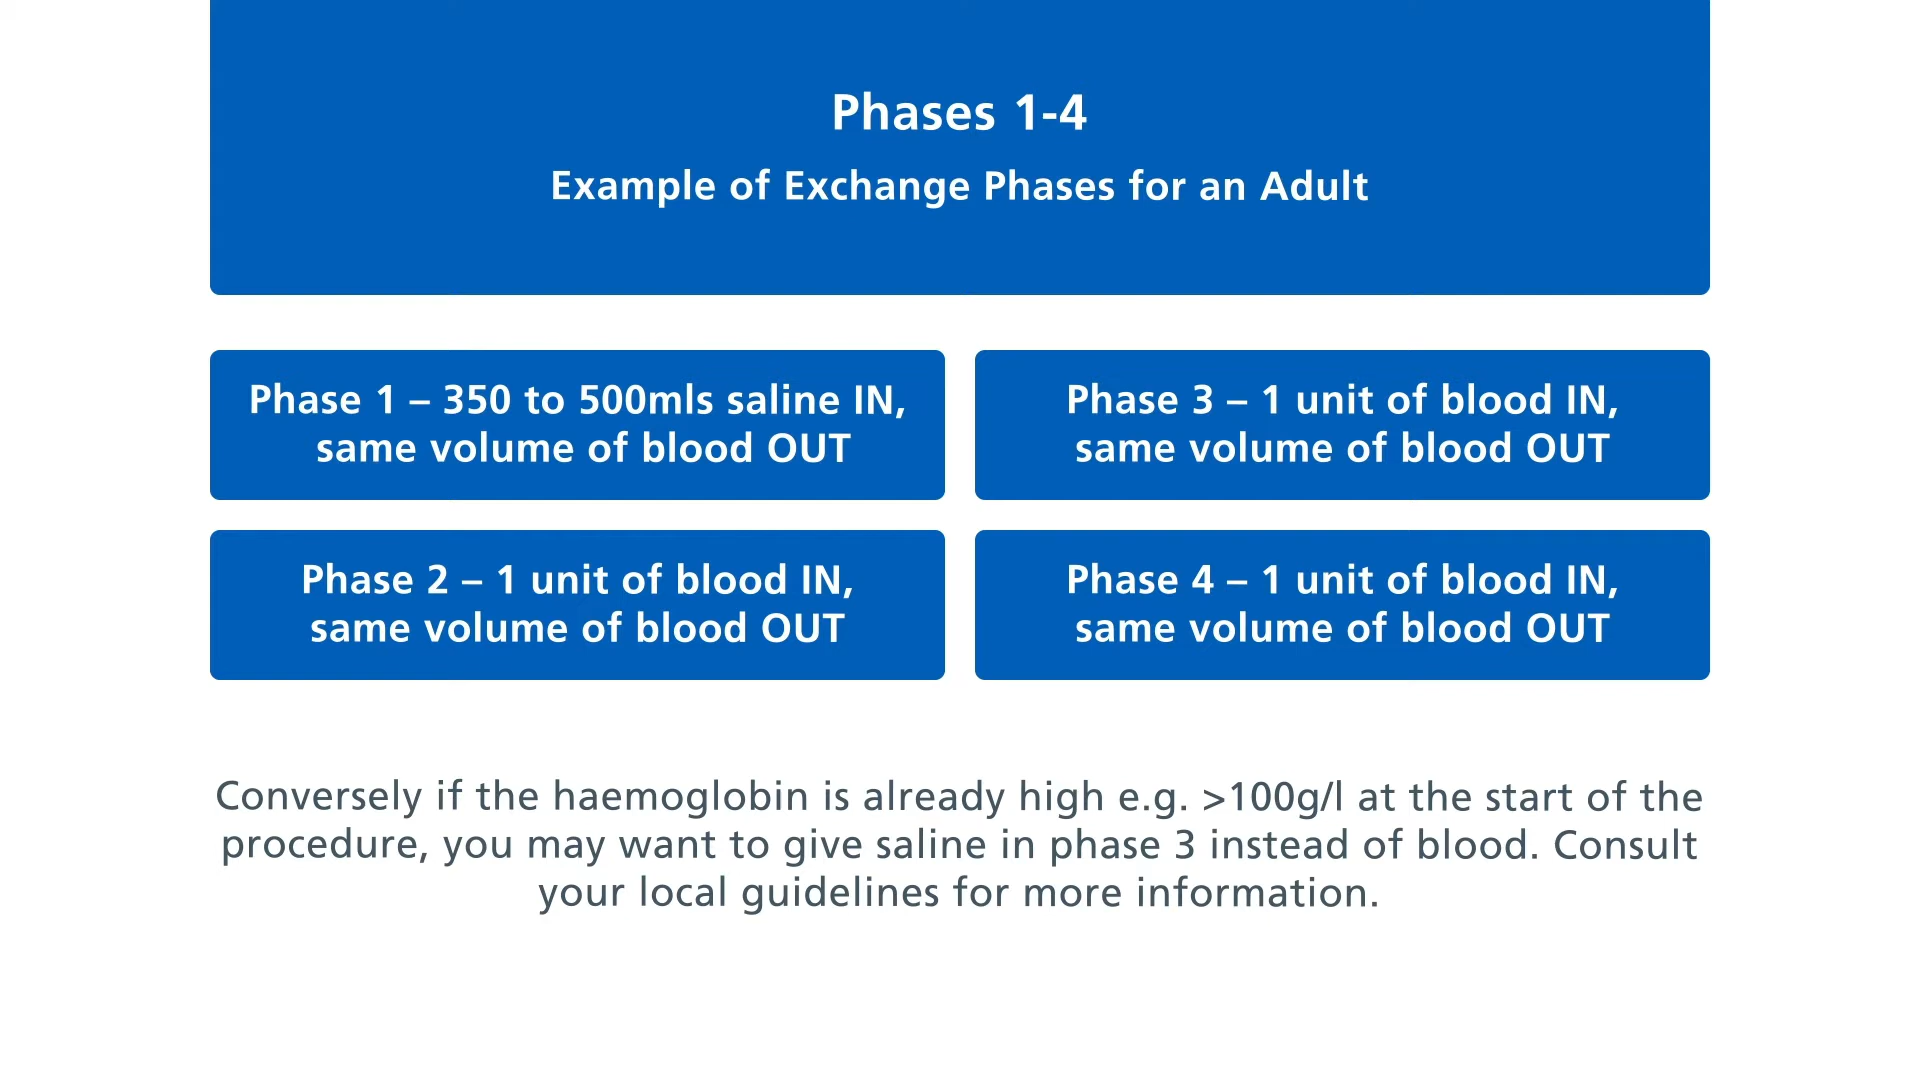 Phases 1-4
Example of Exchange Phases for an Adult
Phase 1 – 350 to 500mls saline IN,
same volume of blood OUT
Phase 2 – 1 unit of blood IN,
same volume of blood OUT
Phase 3 – 1 unit of blood IN,
same volume of blood OUT
Phase 4 – 1 unit of blood IN,
same volume of blood OUT
Conversely if the haemoglobin is already high e.g. >100g/l at the start of the
procedure, you may want to give saline in phase 3 instead of blood. Consult
your local guidelines for more information.